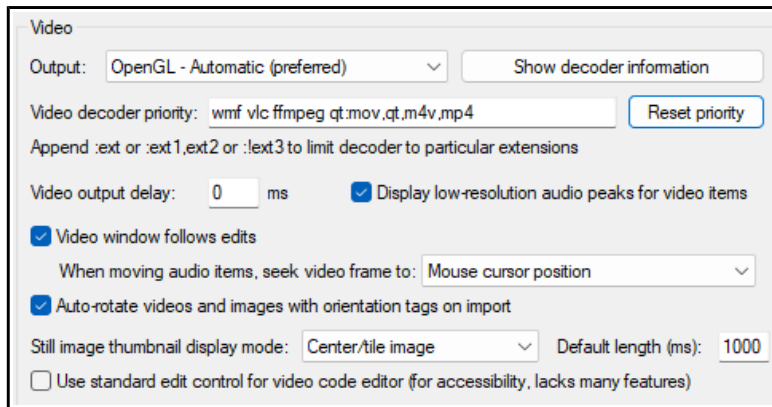 Video
Output: OpenGL - Automatic (preferred) Show decoder information
Video decoder priority: wmf vlc ffmpeg qt:mov,qt,m4v,mp4 Reset priority
Append :ext or :ext1,ext2 or :!ext3 to limit decoder to particular extensions
Video output delay: 0 ms Display low-resolution audio peaks for video items
Video window follows edits
When moving audio items, seek video frame to: Mouse cursor position
Auto-rotate videos and images with orientation tags on import
Still image thumbnail display mode: Center/tile image Default length (ms): 1000
Use standard edit control for video code editor (for accessibility, lacks many features)